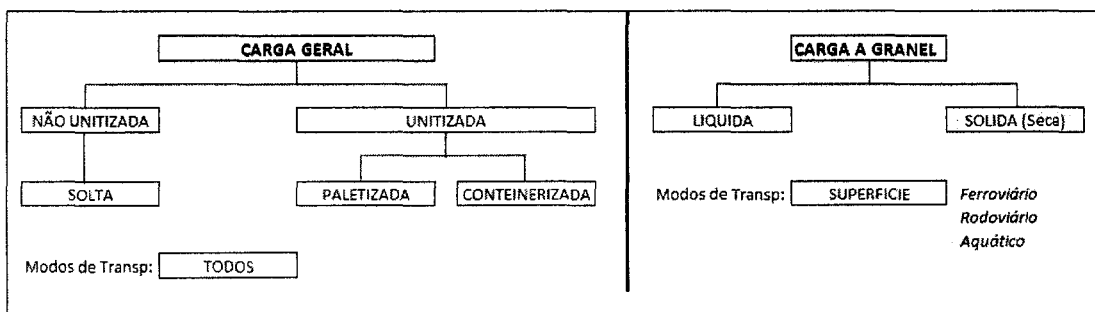 CARGA GERAL
NÃO UNITIZADA
UNITIZADA
SOLTA
PALETIZADA
CONTEINERIZADA
Modos de Transp:
TODOS
CARGA A GRANEL
LIQUIDA
SOLIDA (Seca)
Modos de Transp:
SUPERFICIE
Ferroviário
Rodoviário
Aquático